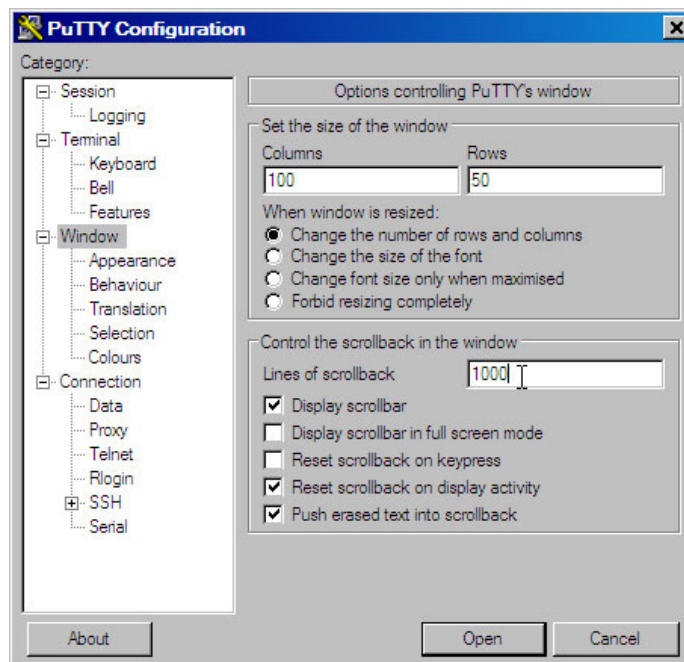 PuTTY Configuration
Category:
Session
Logging
Terminal
Keyboard
Bell
Features
Window
Appearance
Behaviour
Translation
Selection
Colours
Connection
Data
Proxy
Telnet
Rlogin
SSH
Serial
Options controlling PuTTY's window
Set the size of the window
Columns Rows
100 50
When window is resized:
Change the number of rows and columns
Change the size of the font
Change font size only when maximised
Forbid resizing completely
Control the scrollback in the window
Lines of scrollback 1000
Display scrollbar
Display scrollbar in full screen mode
Reset scrollback on keypress
Reset scrollback on display activity
Push erased text into scrollback
About Open Cancel